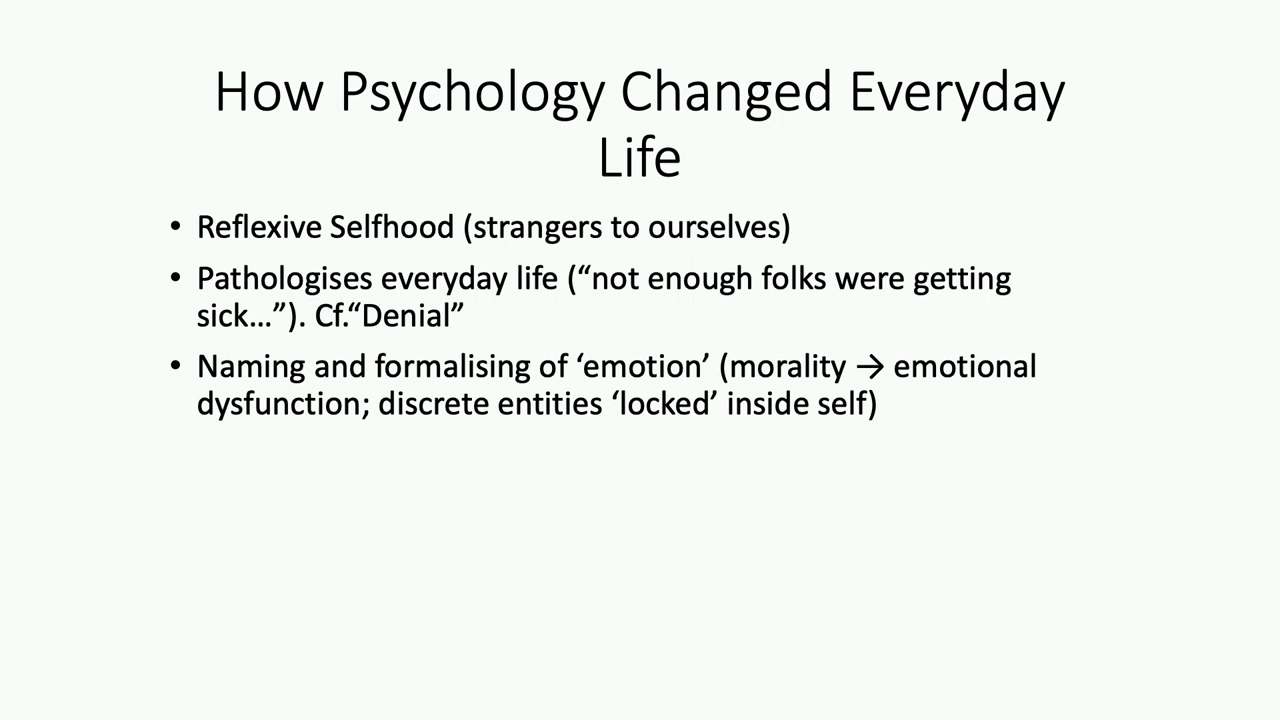 How Psychology Changed Everyday
Life
• Reflexive Selfhood (strangers to ourselves)
• Pathologises everyday life (“not enough folks were getting
sick…”). Cf.“Denial”
• Naming and formalising of ‘emotion’ (morality → emotional
dysfunction; discrete entities ‘locked’ inside self)